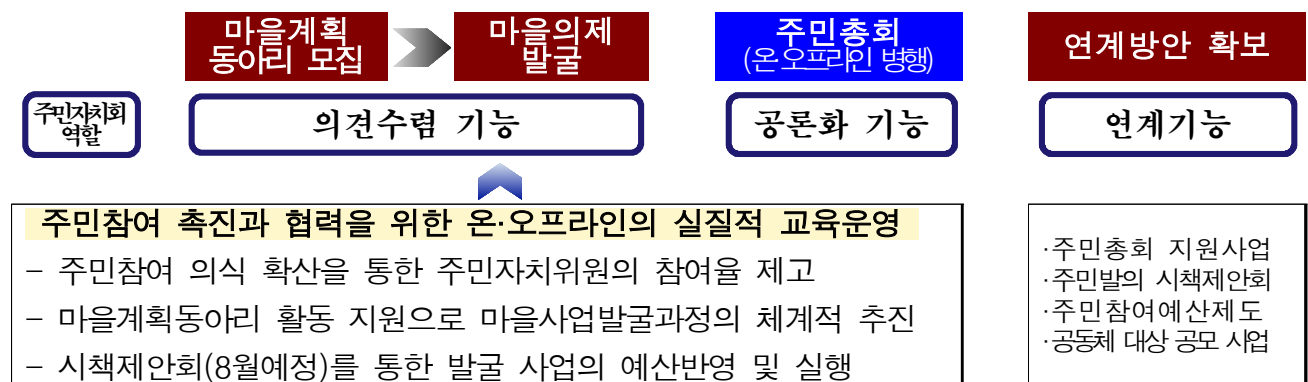 마을계획
동아리 모집
마을의제
발굴
주민총회
(온·오프라인 병행)
연계방안 확보
주민자치회
역할
의견수렴 기능
공론화 기능
연계기능
주민참여 촉진과 협력을 위한 온·오프라인의 실질적 교육운영
– 주민참여 의식 확산을 통한 주민자치위원의 참여율 제고
– 마을계획동아리 활동 지원으로 마을사업발굴과정의 체계적 추진
– 시책제안회(8월예정)를 통한 발굴 사업의 예산반영 및 실행
·주민총회 지원사업
·주민발의 시책제안회
·주민참여예산제도
·공동체 대상 공모 사업